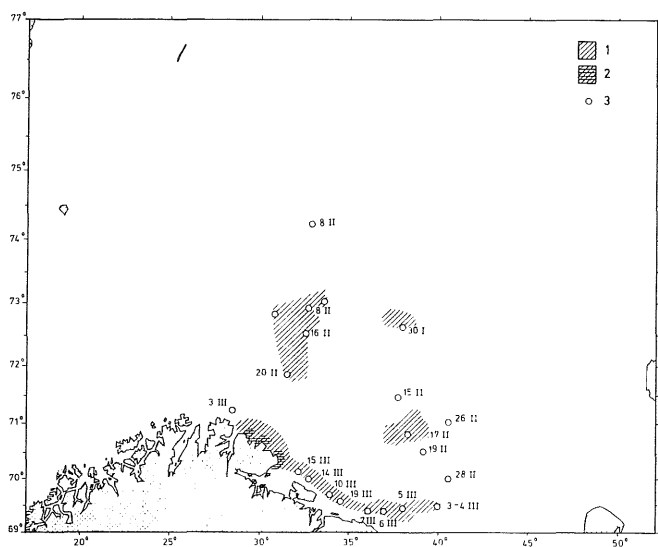 77°
1
2
76°
3
75°
8 II
74°
73°
8 II
30 I
16 II
72°
20 II
15 II
3 III
71°
26 II
17 II
19 II
15 III
14 III
28 II
70°
10 III
19 III
5 III
3-4 III
III
6 III
69°
20°
25°
30°
35°
40°
45°
50°